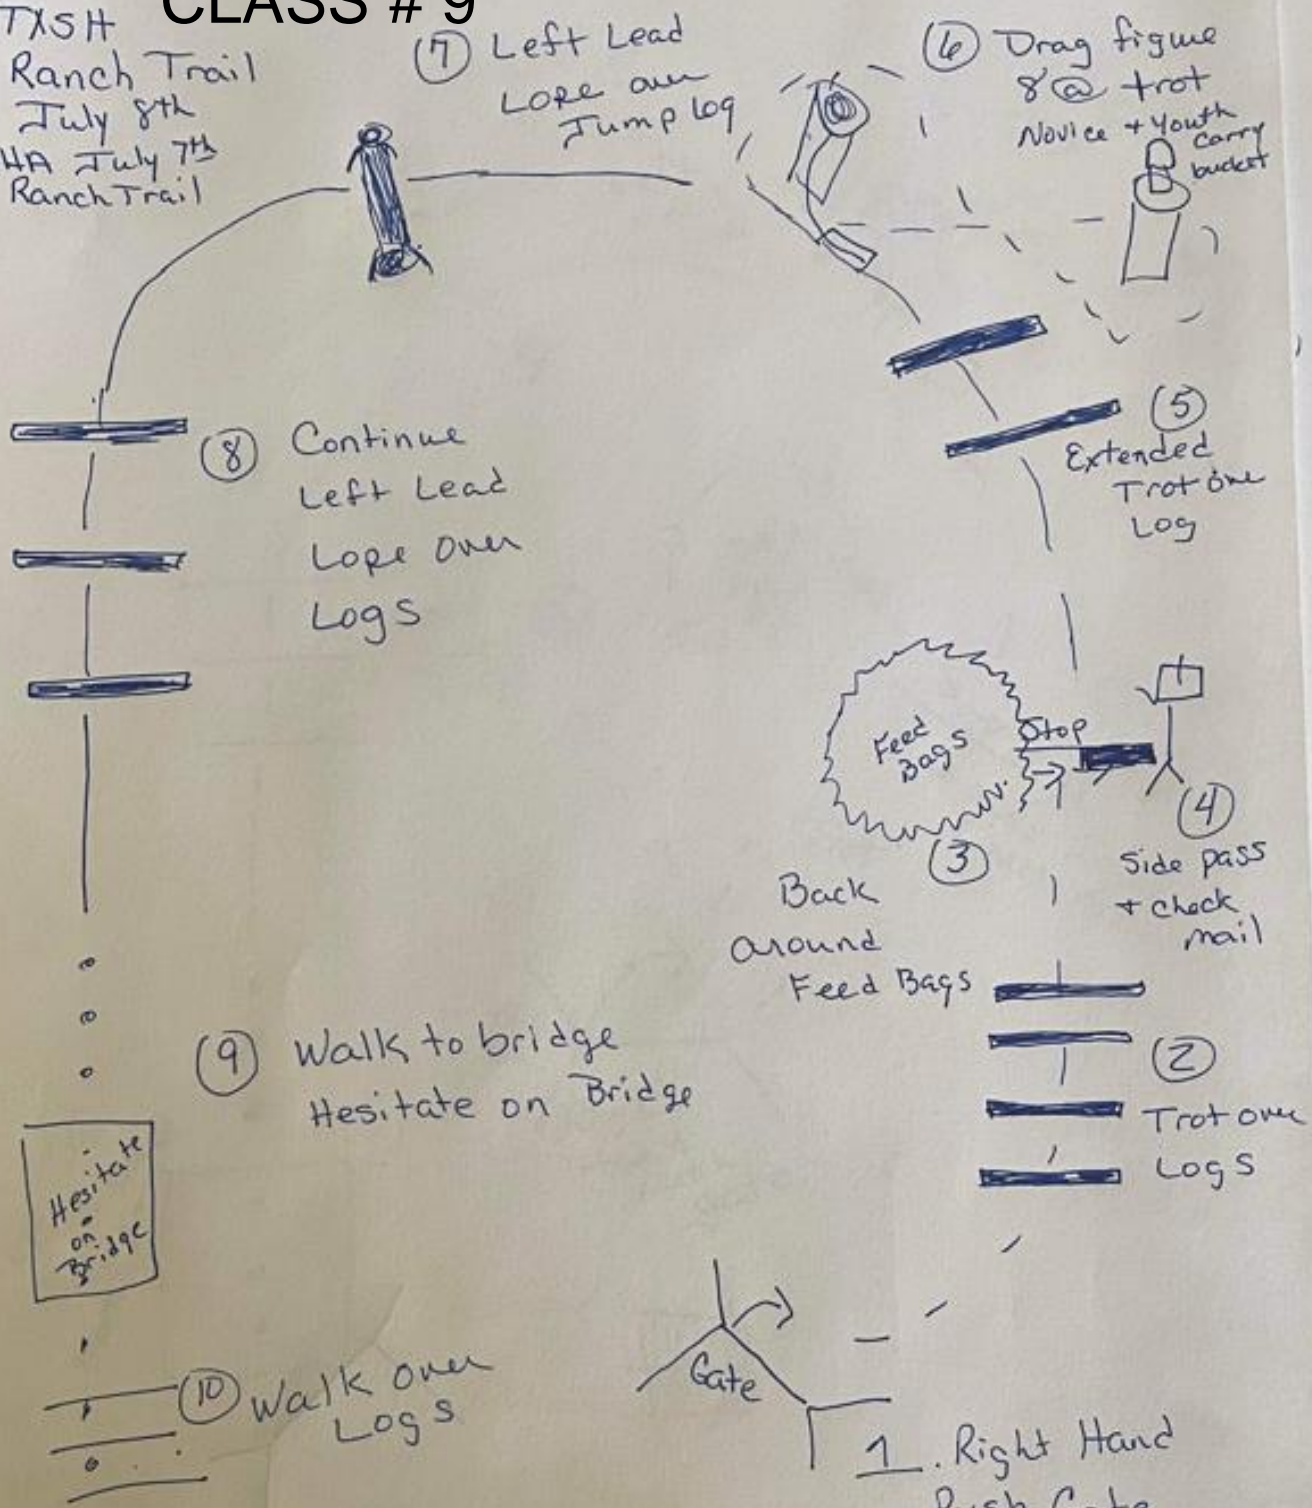 CLASS # 9
TXSH
Ranch Trail
July 8th
HA July 7th
Ranch Trail
7 Left Lead
Lope over
Jump log
6 Drag figure
8 @ trot
Novice + Youth
Carry
bucket
8 Continue
Left Lead
Lope over
Logs
5
Extended
Trot over
Log
Feed
Bags
Stop
4
Side pass
+ check
mail
3
Back
around
Feed Bags
2
Trot over
Logs
9 Walk to bridge
Hesitate on Bridge
Hesitate
on
Bridge
10 Walk over
Logs
Gate
1. Right Hand
Push Gate